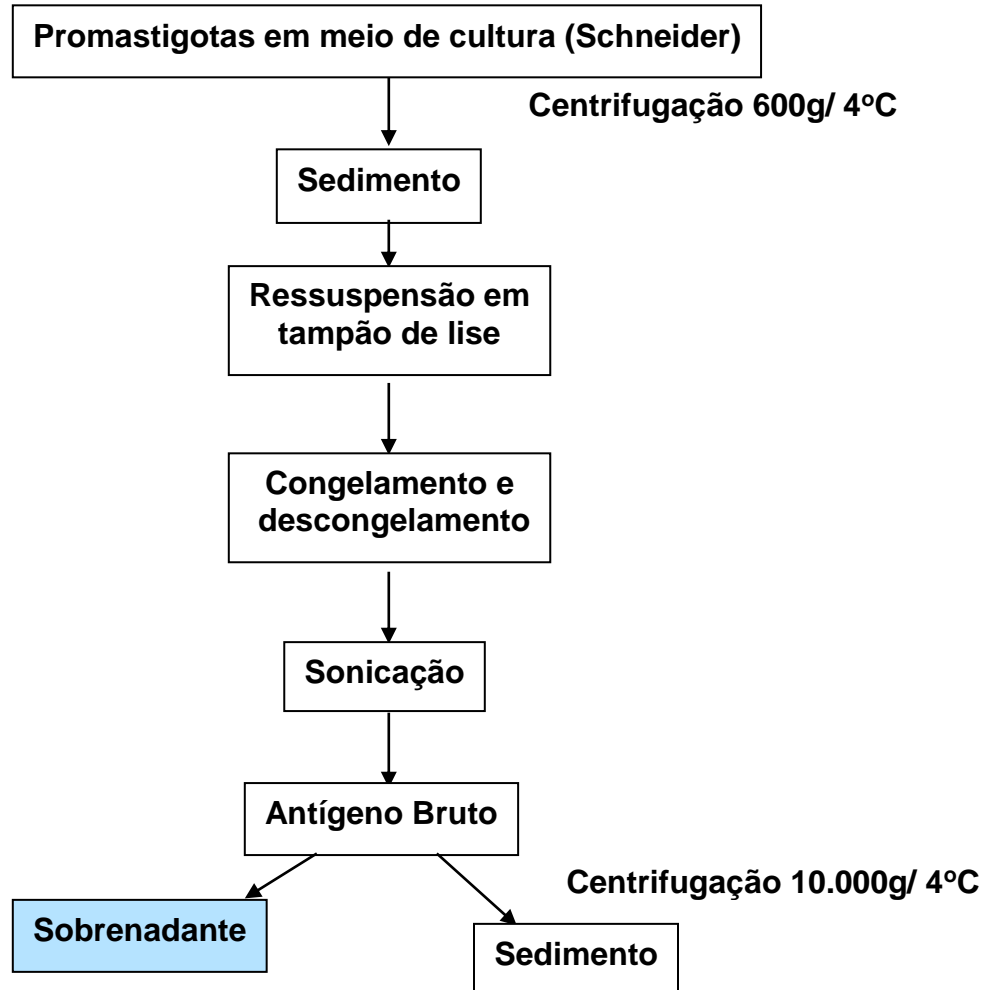 Promastigotas em meio de cultura (Schneider)
Centrifugação 600g/ 4ºC
Sedimento
Ressuspensão em
tampão de lise
Congelamento e
descongelamento
Sonicação
Antígeno Bruto
Centrifugação 10.000g/ 4ºC
Sobrenadante
Sedimento